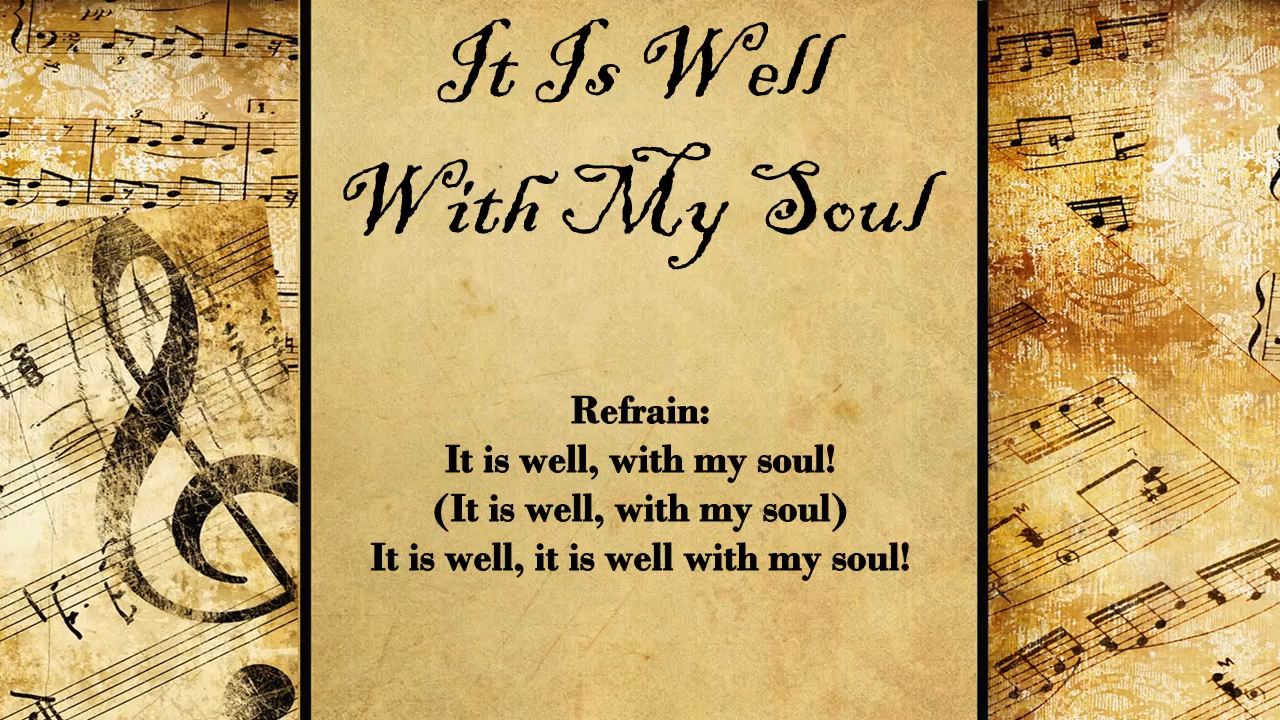 It Is Well
With My Soul
Refrain:
It is well, with my soul!
(It is well, with my soul)
It is well, it is well with my soul!